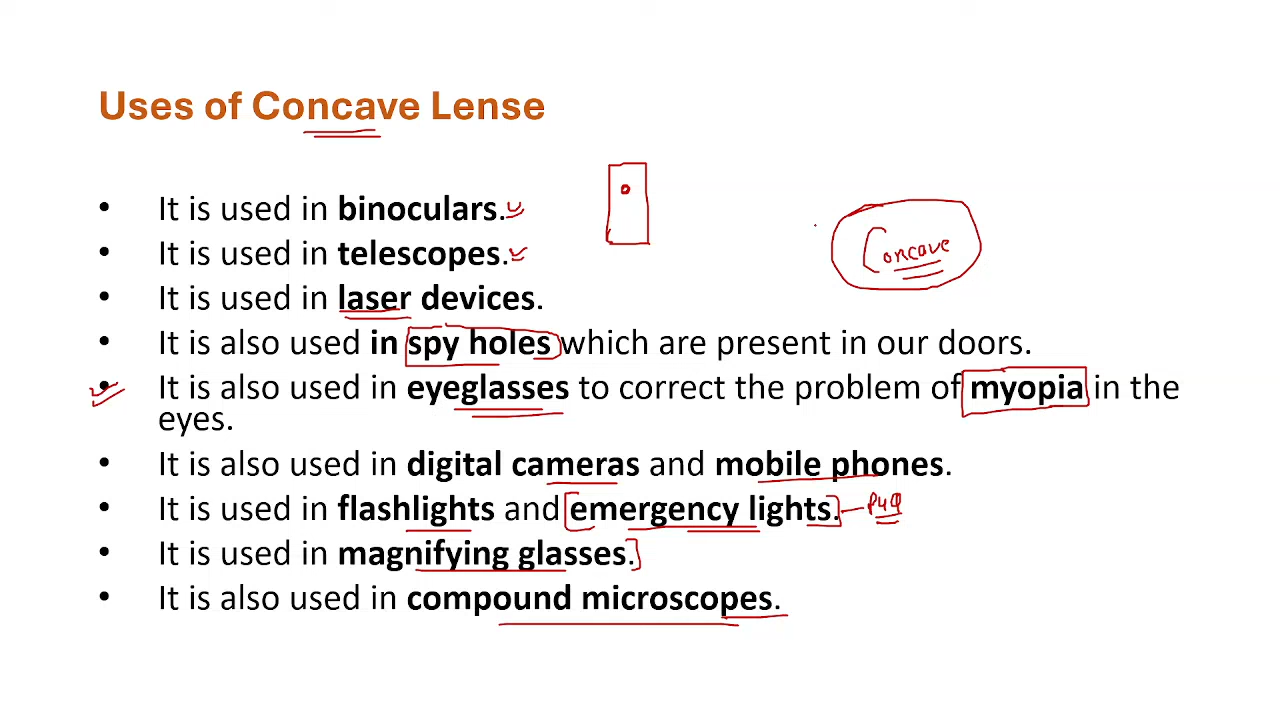 Uses of Concave Lense
• It is used in binoculars.
• It is used in telescopes.
Concave
• It is used in laser devices.
• It is also used in spy holes which are present in our doors.
• It is also used in eyeglasses to correct the problem of myopia in the
eyes.
• It is also used in digital cameras and mobile phones.
• It is used in flashlights and emergency lights. — PYQ
• It is used in magnifying glasses.
• It is also used in compound microscopes.